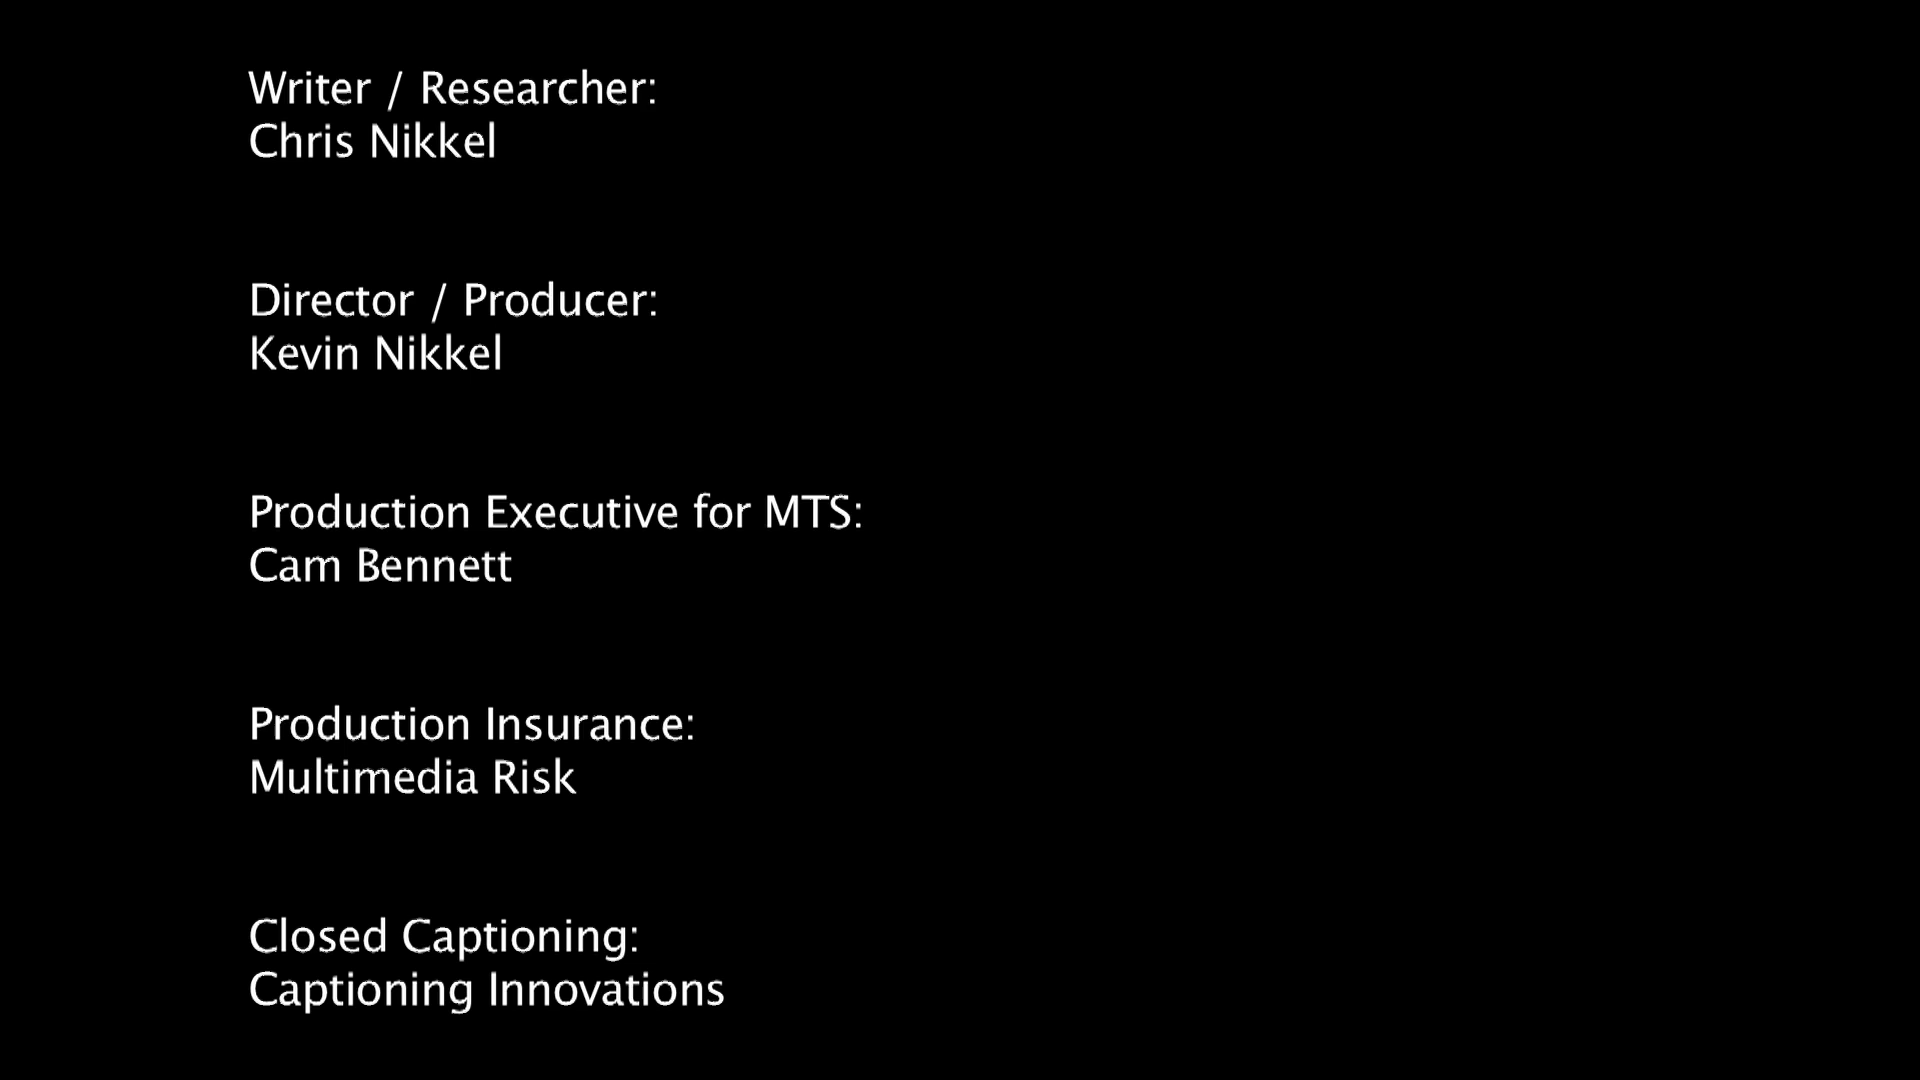 Writer / Researcher:
Chris Nikkel
Director / Producer:
Kevin Nikkel
Production Executive for MTS:
Cam Bennett
Production Insurance:
Multimedia Risk
Closed Captioning:
Captioning Innovations